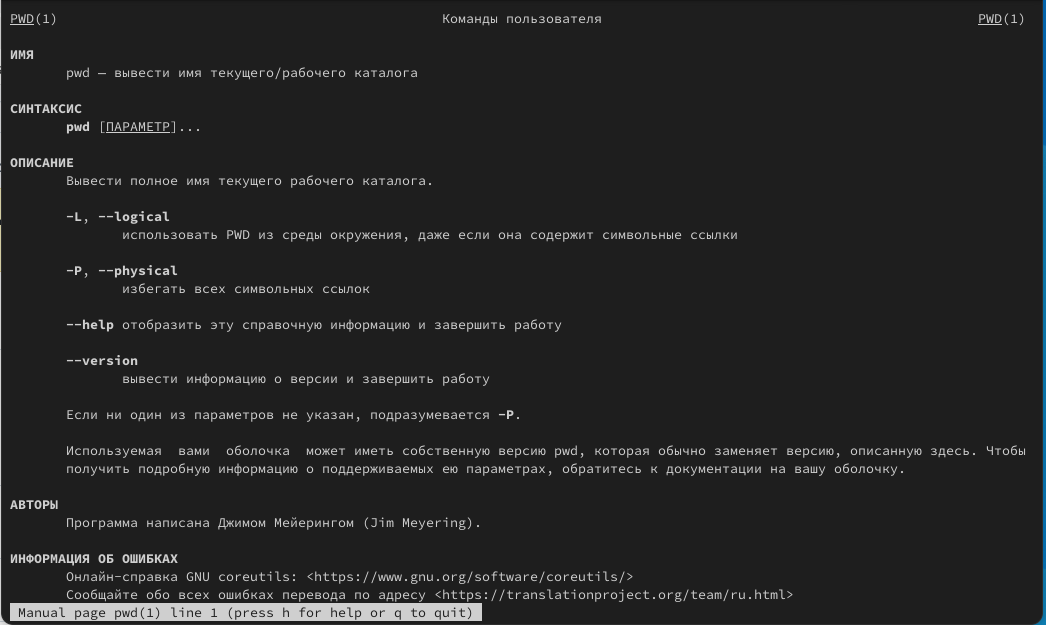 PWD(1) Команды пользователя PWD(1)
ИМЯ
pwd — вывести имя текущего/рабочего каталога
СИНТАКСИС
pwd [ПАРАМЕТР]...
ОПИСАНИЕ
Вывести полное имя текущего рабочего каталога.
-L, --logical
использовать PWD из среды окружения, даже если она содержит символьные ссылки
-P, --physical
избегать всех символьных ссылок
--help отобразить эту справочную информацию и завершить работу
--version
вывести информацию о версии и завершить работу
Если ни один из параметров не указан, подразумевается -P.
Используемая вами оболочка может иметь собственную версию pwd, которая обычно заменяет версию, описанную здесь. Чтобы
получить подробную информацию о поддерживаемых ею параметрах, обратитесь к документации на вашу оболочку.
АВТОРЫ
Программа написана Джимом Мейерингом (Jim Meyering).
ИНФОРМАЦИЯ ОБ ОШИБКАХ
Онлайн-справка GNU coreutils: <https://www.gnu.org/software/coreutils/>
Сообщайте обо всех ошибках перевода по адресу <https://translationproject.org/team/ru.html>
Manual page pwd(1) line 1 (press h for help or q to quit)